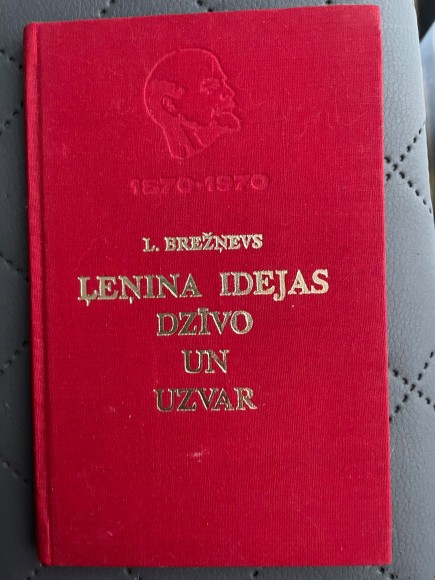 1870·1970
L. BREŽŅEVS
ĻEŅINA IDEJAS
DZĪVO
UN
UZVAR